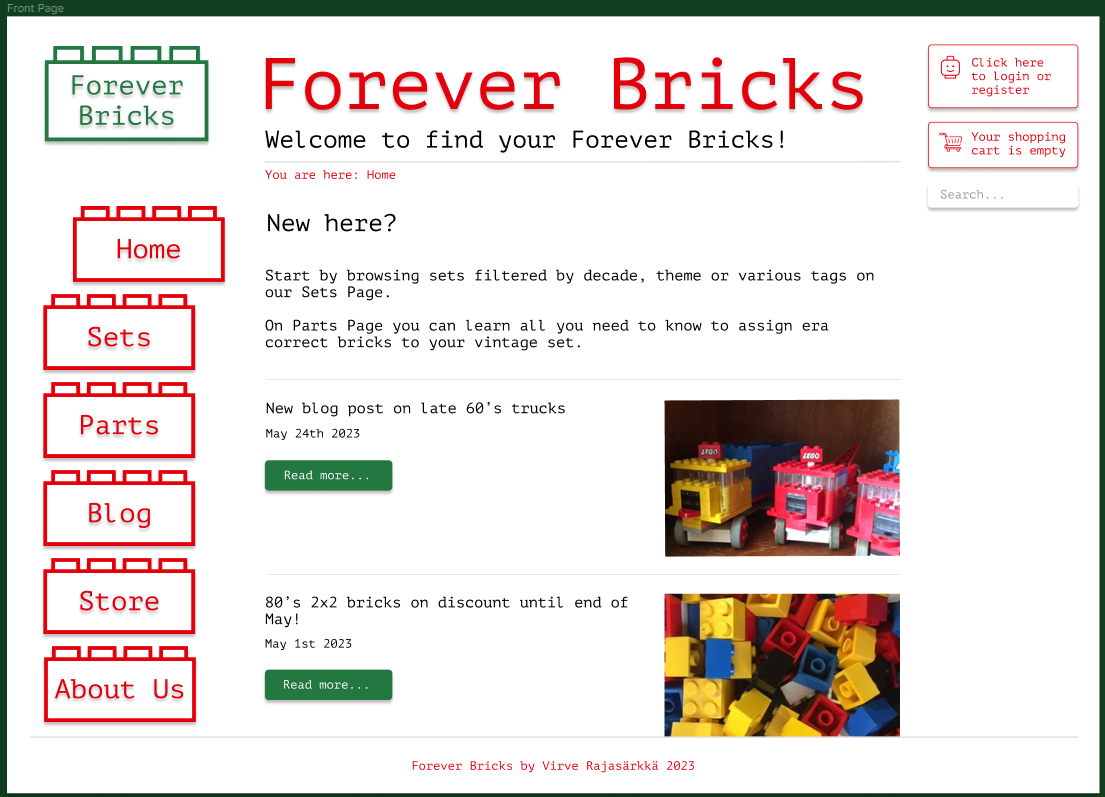 Front Page
Forever
Bricks
Forever Bricks
Welcome to find your Forever Bricks!
You are here: Home
Click here
to login or
register
Your shopping
cart is empty
Search...
Home
Sets
Parts
Blog
Store
About Us
New here?
Start by browsing sets filtered by decade, theme or various tags on
our Sets Page.
On Parts Page you can learn all you need to know to assign era
correct bricks to your vintage set.
New blog post on late 60’s trucks
May 24th 2023
Read more...
LEGO
LEGO
80’s 2x2 bricks on discount until end of
May!
May 1st 2023
Read more...
Forever Bricks by Virve Rajasärkkä 2023